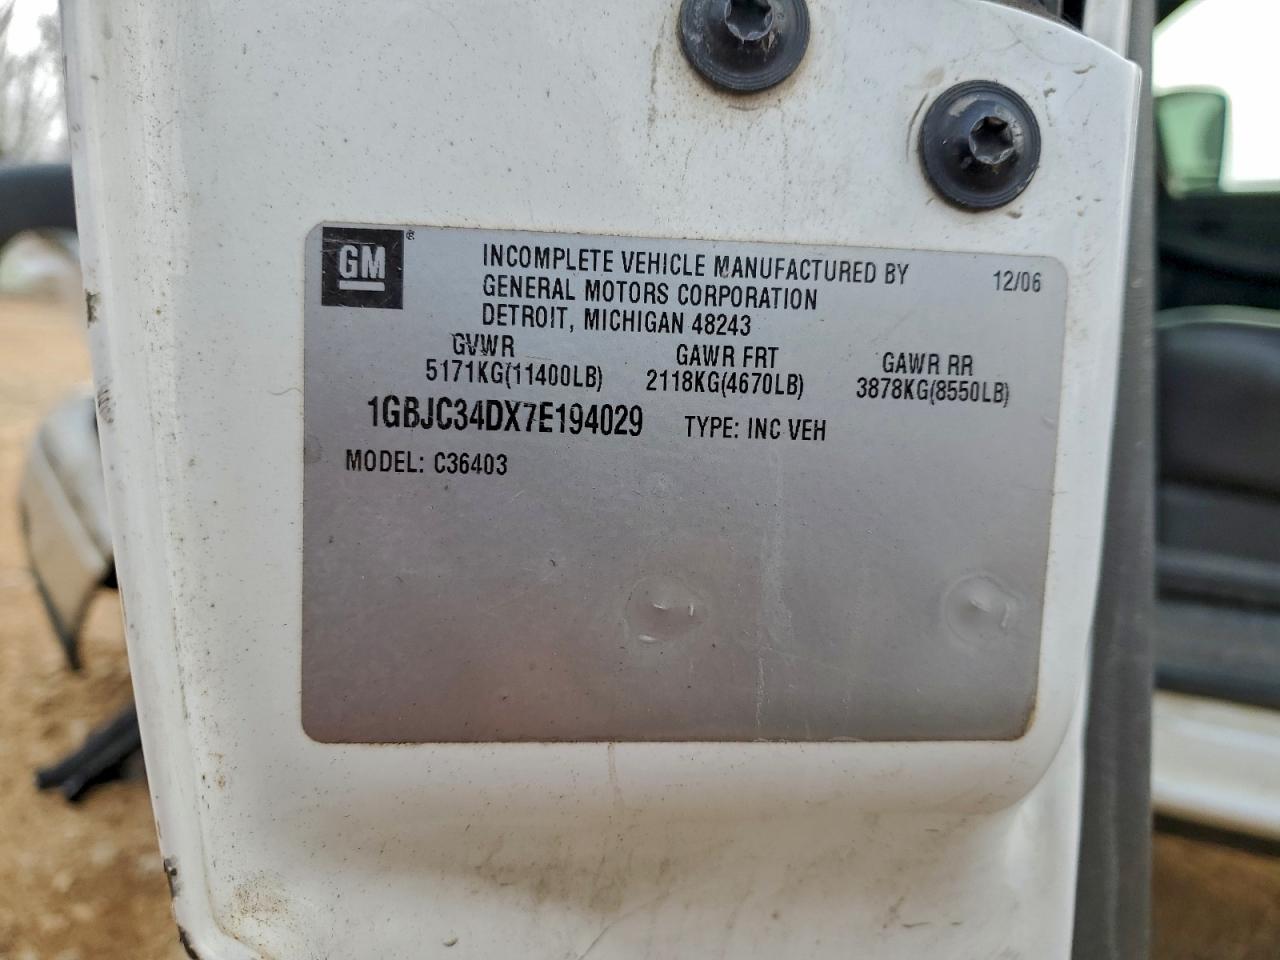 GM®
INCOMPLETE VEHICLE MANUFACTURED BY 12/06
GENERAL MOTORS CORPORATION
DETROIT, MICHIGAN 48243
GVWR GAWR FRT GAWR RR
5171KG(11400LB) 2118KG(4670LB) 3878KG(8550LB)
1GBJC34DX7E194029 TYPE: INC VEH
MODEL: C36403